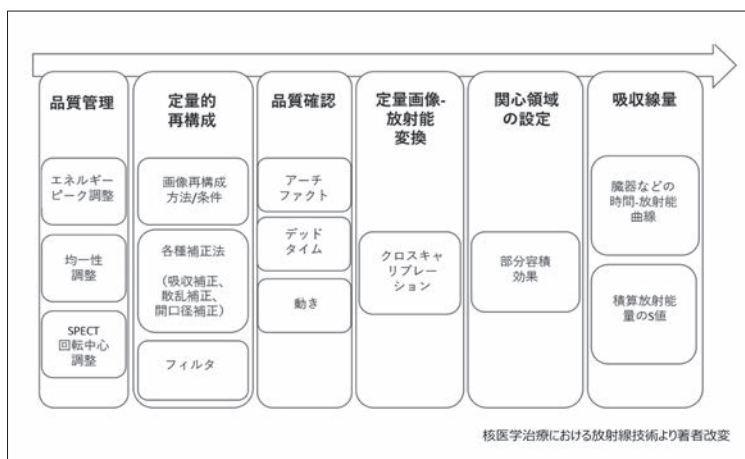 品質管理
エネルギー
ピーク調整
均一性
調整
SPECT
回転中心
調整
定量的
再構成
画像再構成
方法/条件
各種補正法
（吸収補正、
散乱補正、
開口径補正）
フィルタ
品質確認
アーチ
ファクト
デッド
タイム
動き
定量画像-
放射能
変換
クロスキャ
リブレー
ション
関心領域
の設定
部分容積
効果
吸収線量
臓器などの
時間-放射能
曲線
積算放射能
量のS値
核医学治療における放射線技術より著者改変